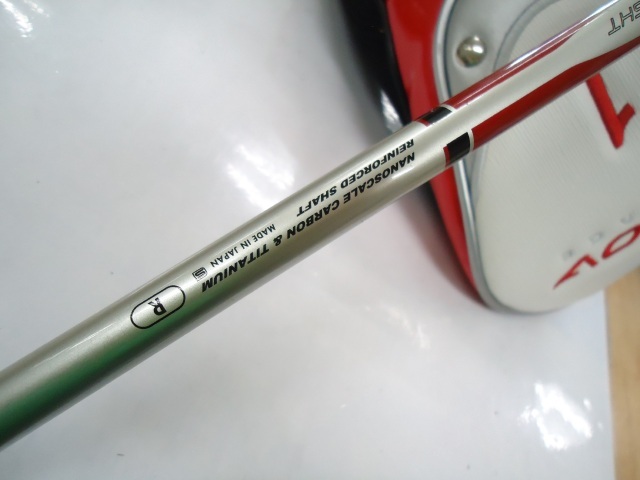 NANOSCALE CARBON & TITANIUM
REINFORCED SHAFT
MADE IN JAPAN S
R